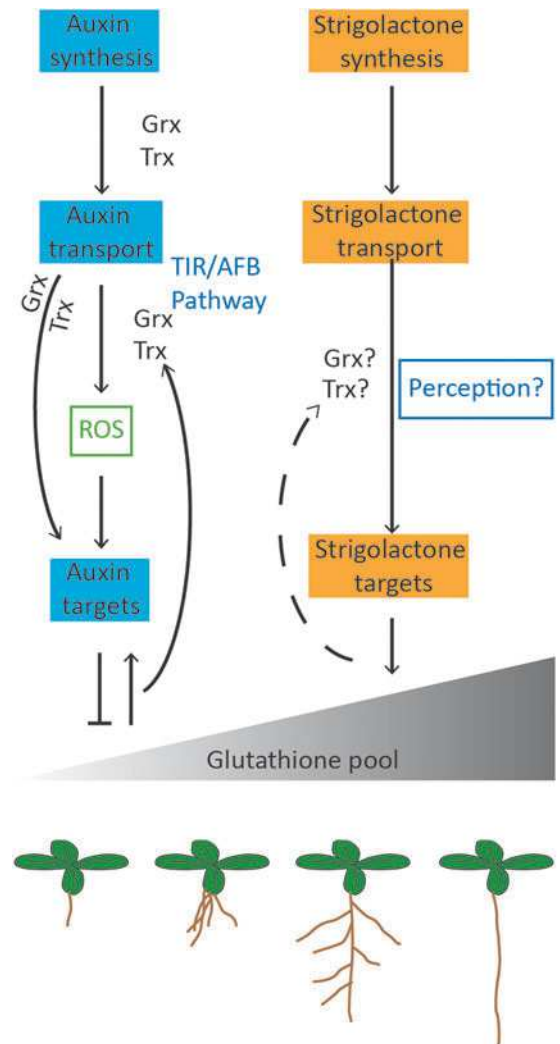 Auxin
synthesis
Strigolactone
synthesis
Grx
Trx
Auxin
transport
Strigolactone
transport
TIR/AFB
Pathway
Grx
Trx
Grx
Trx
Grx?
Trx?
Perception?
ROS
Auxin
targets
Strigolactone
targets
Glutathione pool